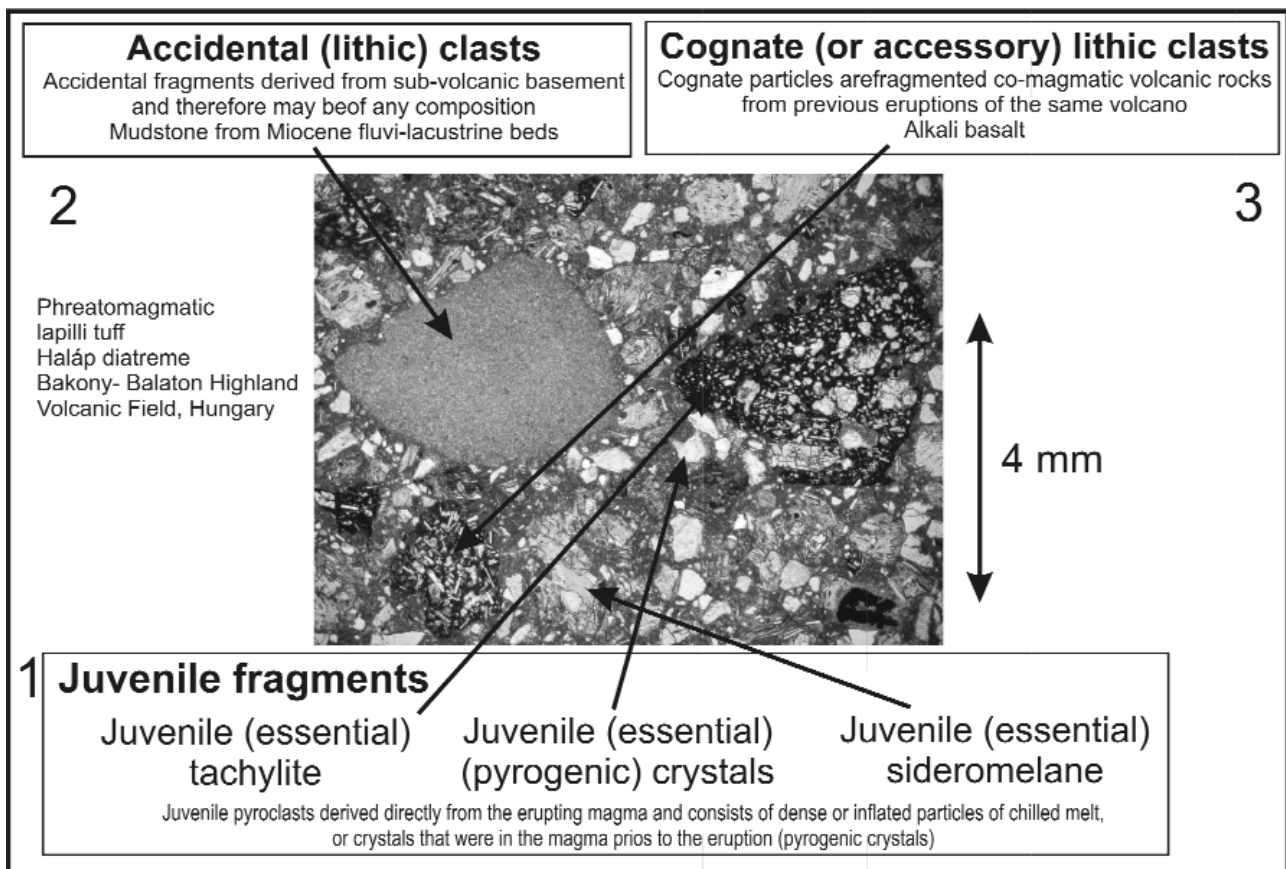 Accidental (lithic) clasts
Accidental fragments derived from sub-volcanic basement
and therefore may beof any composition
Mudstone from Miocene fluvi-lacustrine beds
Cognate (or accessory) lithic clasts
Cognate particles arefragmented co-magmatic volcanic rocks
from previous eruptions of the same volcano
Alkali basalt
2
3
Phreatomagmatic
lapilli tuff
Haláp diatreme
Bakony- Balaton Highland
Volcanic Field, Hungary
4 mm
1
Juvenile fragments
Juvenile (essential)
tachylite
Juvenile (essential)
(pyrogenic) crystals
Juvenile (essential)
sideromelane
Juvenile pyroclasts derived directly from the erupting magma and consists of dense or inflated particles of chilled melt,
or crystals that were in the magma prios to the eruption (pyrogenic crystals)